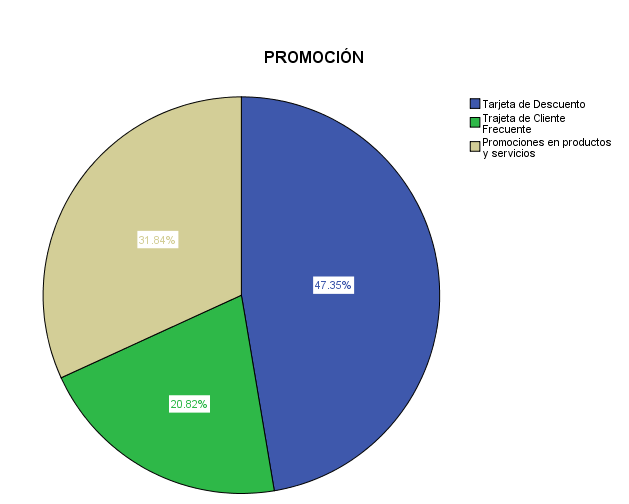 PROMOCIÓN
Tarjeta de Descuento
Trajeta de Cliente
Frecuente
Promociones en productos
y servicios
31.84%
47.35%
20.82%